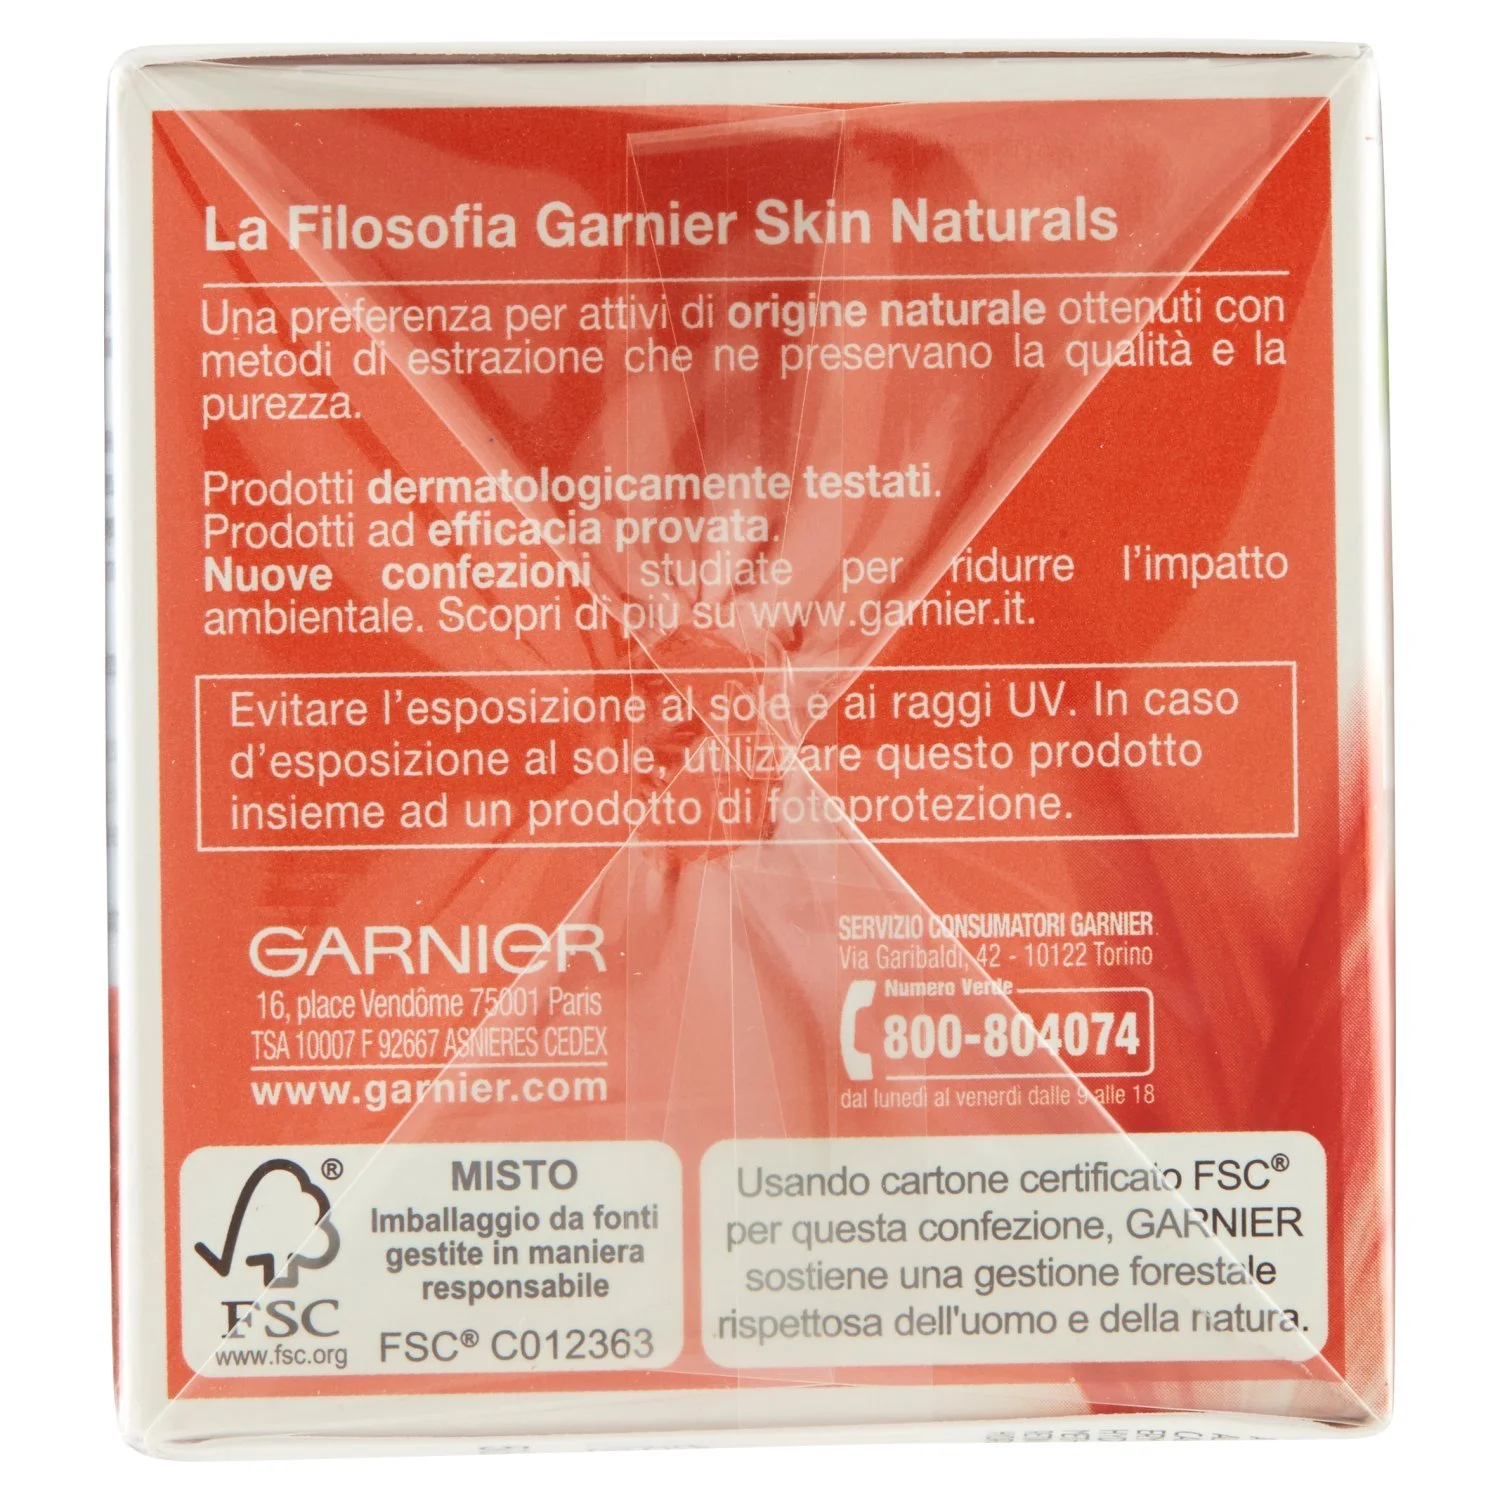 La Filosofia Garnier Skin Naturals
Una preferenza per attivi di origine naturale ottenuti con
metodi di estrazione che ne preservano la qualità e la
purezza.
Prodotti dermatologicamente testati.
Prodotti ad efficacia provata.
Nuove confezioni studiate per ridurre l'impatto
ambientale. Scopri di più su www.garnier.it.
Evitare l'esposizione al sole e ai raggi UV. In caso
d'esposizione al sole, utilizzare questo prodotto
insieme ad un prodotto di fotoprotezione.
GARNIER
16, place Vendôme 75001 Paris
TSA 10007 F 92667 ASNIERES CEDEX
www.garnier.com
SERVIZIO CONSUMATORI GARNIER
Via Garibaldi, 42 - 10122 Torino
Numero Verde
800-804074
dal lunedì al venerdì dalle 9 alle 18
®
FSC
www.fsc.org
MISTO
Imballaggio da fonti
gestite in maniera
responsabile
FSC® C012363
Usando cartone certificato FSC®
per questa confezione, GARNIER
sostiene una gestione forestale
rispettosa dell'uomo e della natura.